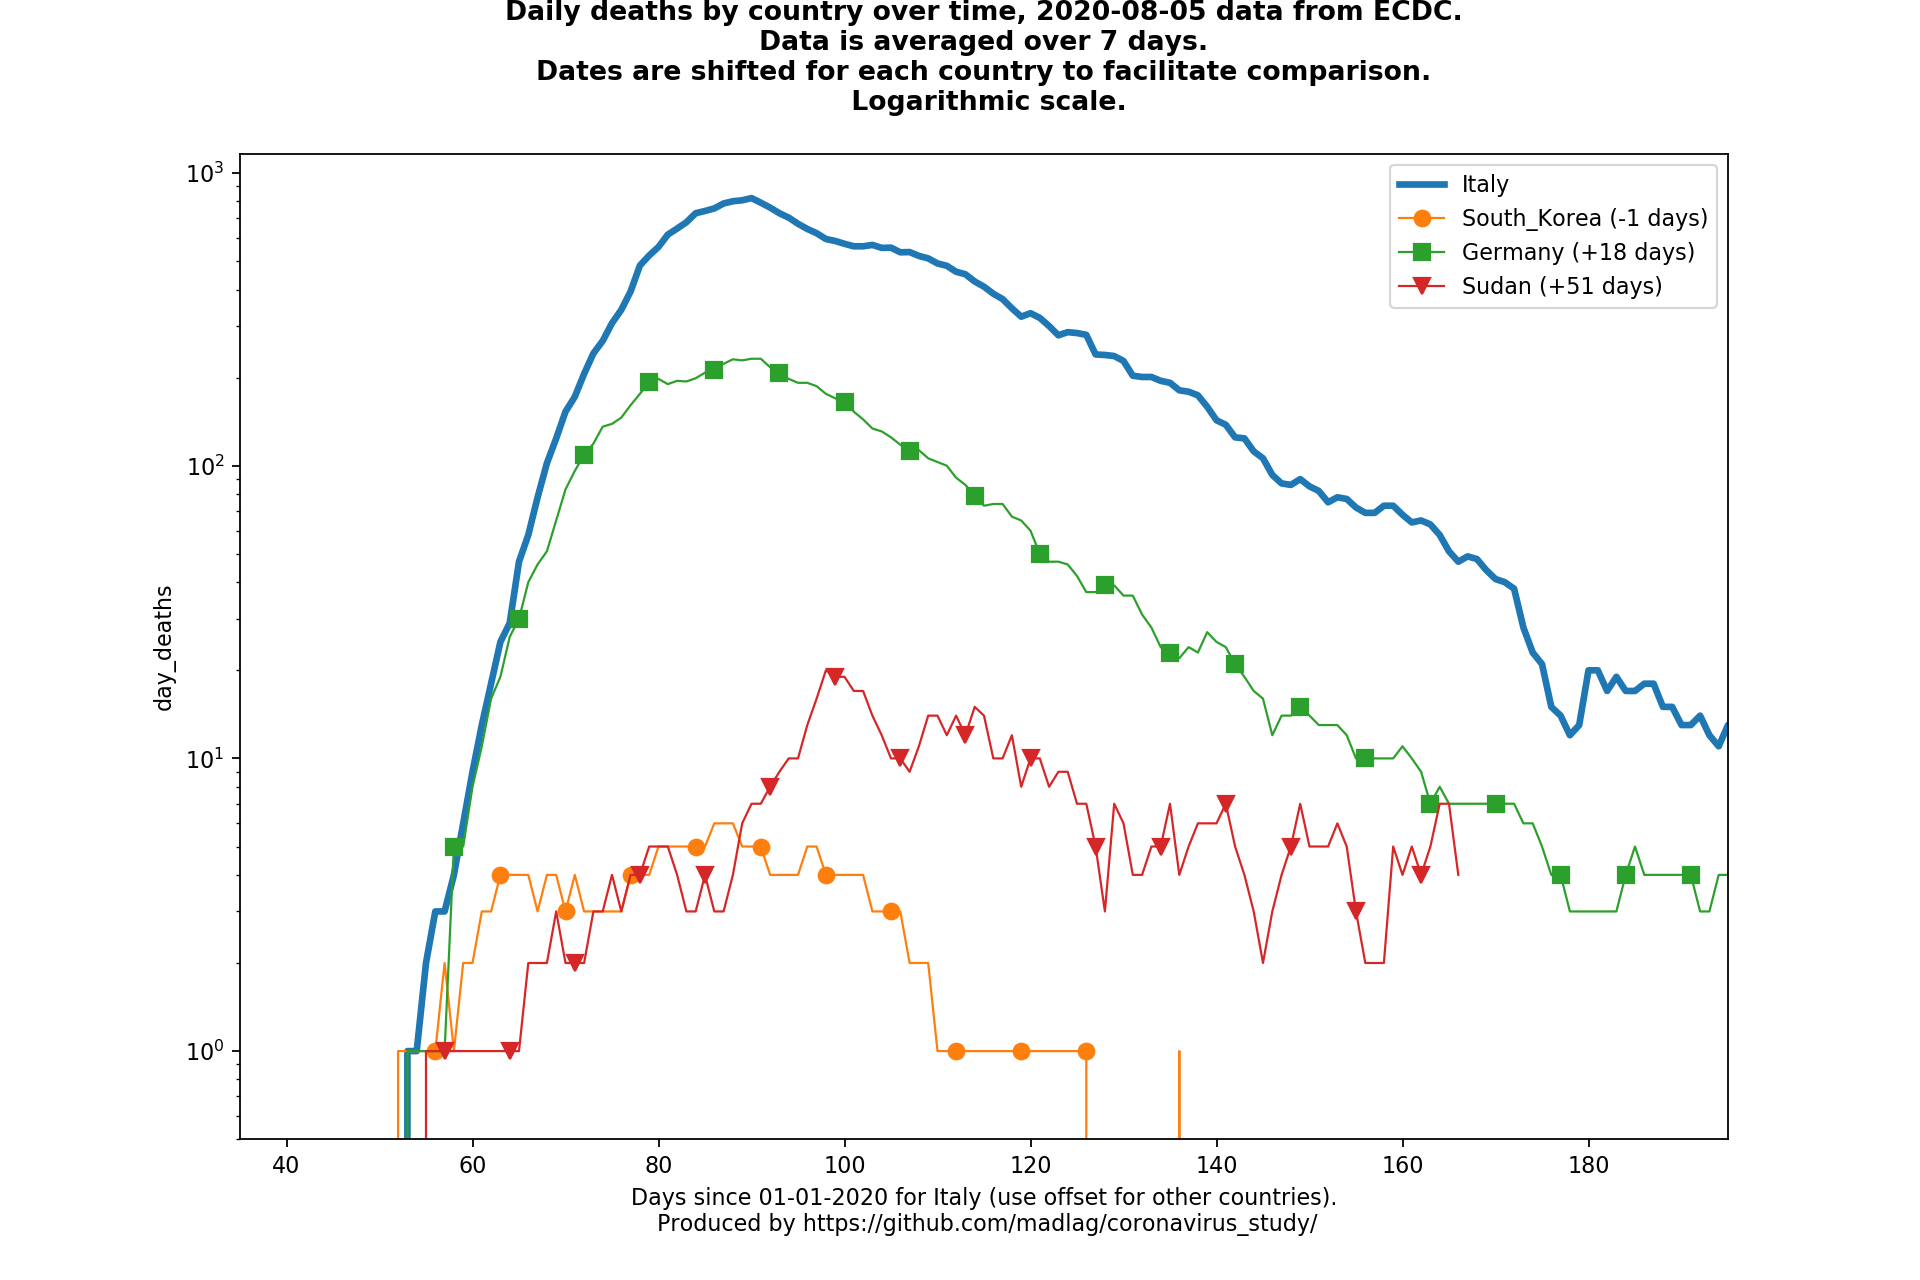 Daily deaths by country over time, 2020-08-05 data from ECDC.
Data is averaged over 7 days.
Dates are shifted for each country to facilitate comparison.
Logarithmic scale.
10³
10²
10¹
10⁰
day_deaths
Italy
South_Korea (-1 days)
Germany (+18 days)
Sudan (+51 days)
40 60 80 100 120 140 160 180
Days since 01-01-2020 for Italy (use offset for other countries).
Produced by https://github.com/madlag/coronavirus_study/